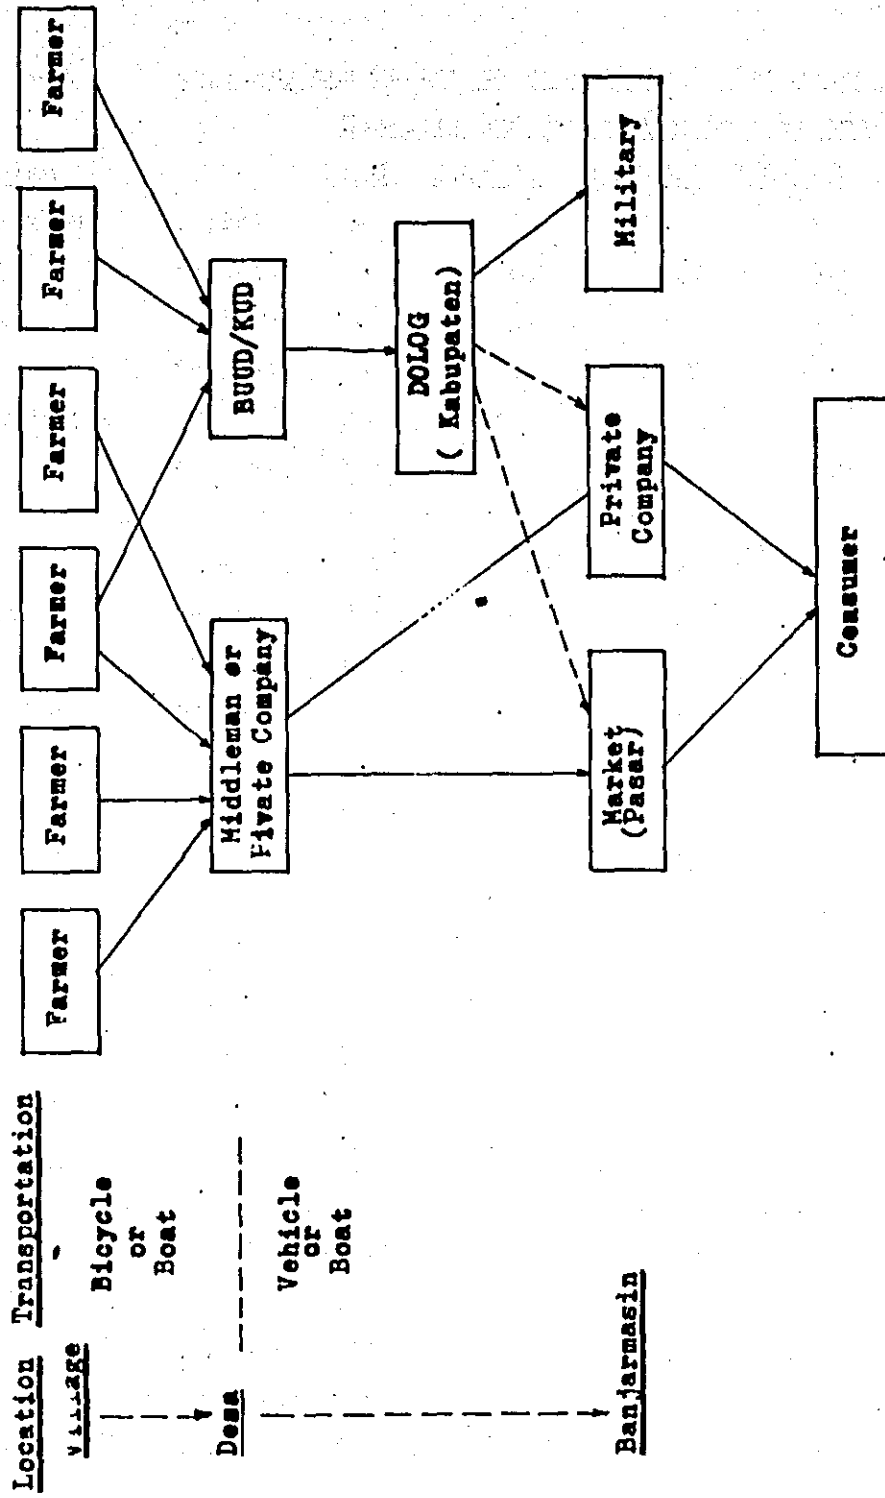 Location Transportation
Farmer Farmer Farmer Farmer Farmer Farmer
Village
Bicycle
or
Boat
Desa
Middleman or
Pivate Company
BUUD/KUD
Vehicle
or
Boat
DOLOG
( Kabupaten)
Banjarmasin
Market
(Pasar)
Private
Company
Military
Consumer